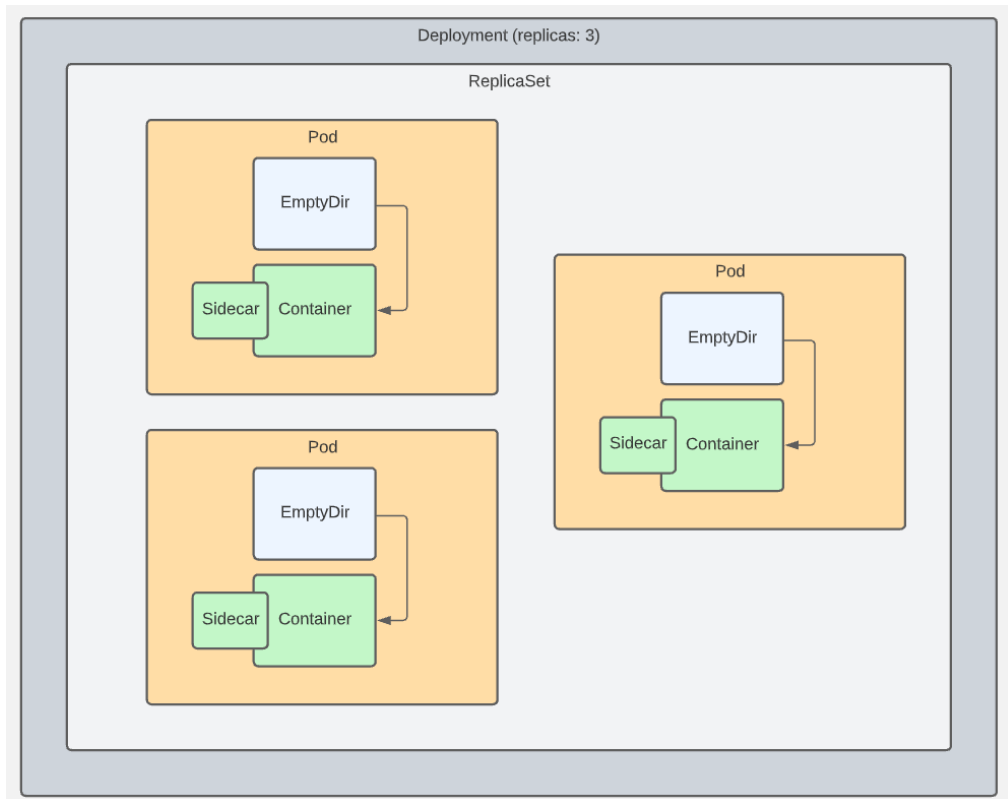 Deployment (replicas: 3)
ReplicaSet
Pod
EmptyDir
Sidecar
Container
Pod
EmptyDir
Sidecar
Container
Pod
EmptyDir
Sidecar
Container